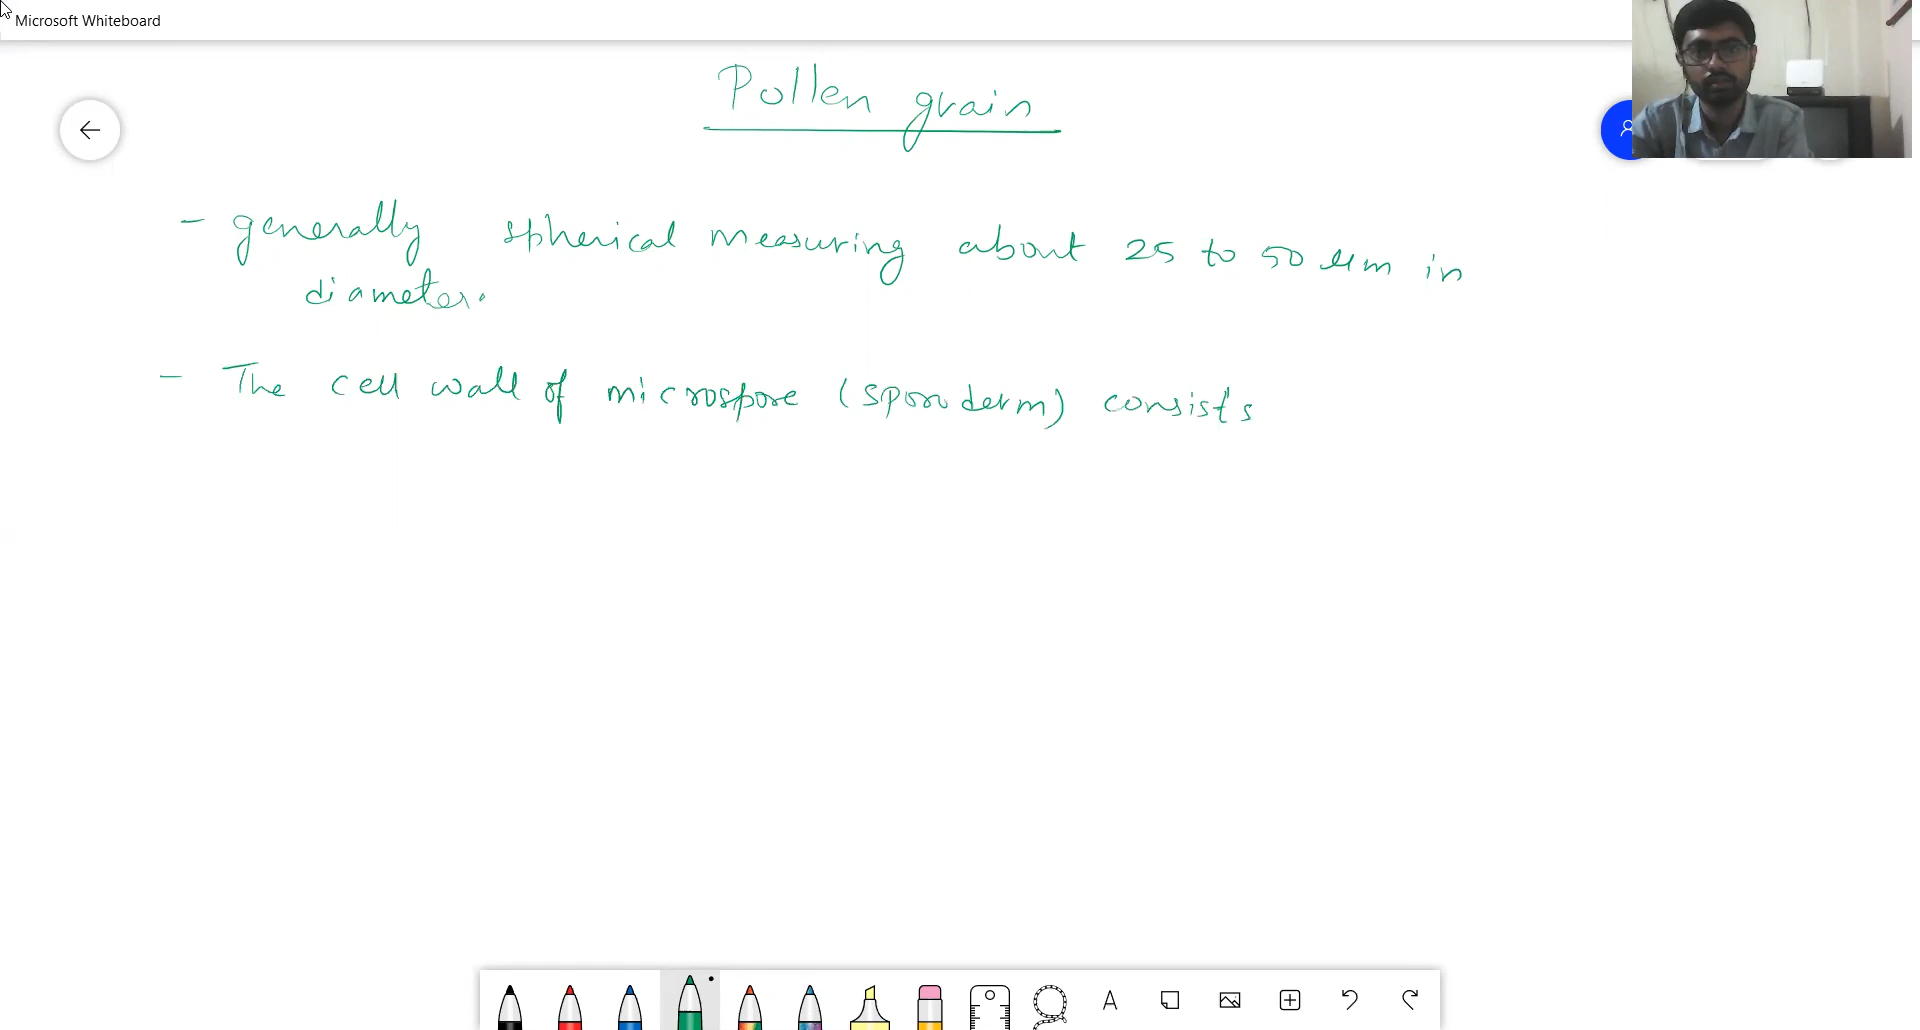 Microsoft Whiteboard
Pollen grain
- generally spherical measuring about 25 to 50 μm in
diameter.
- The cell wall of microspore (sporoderm) consists
A